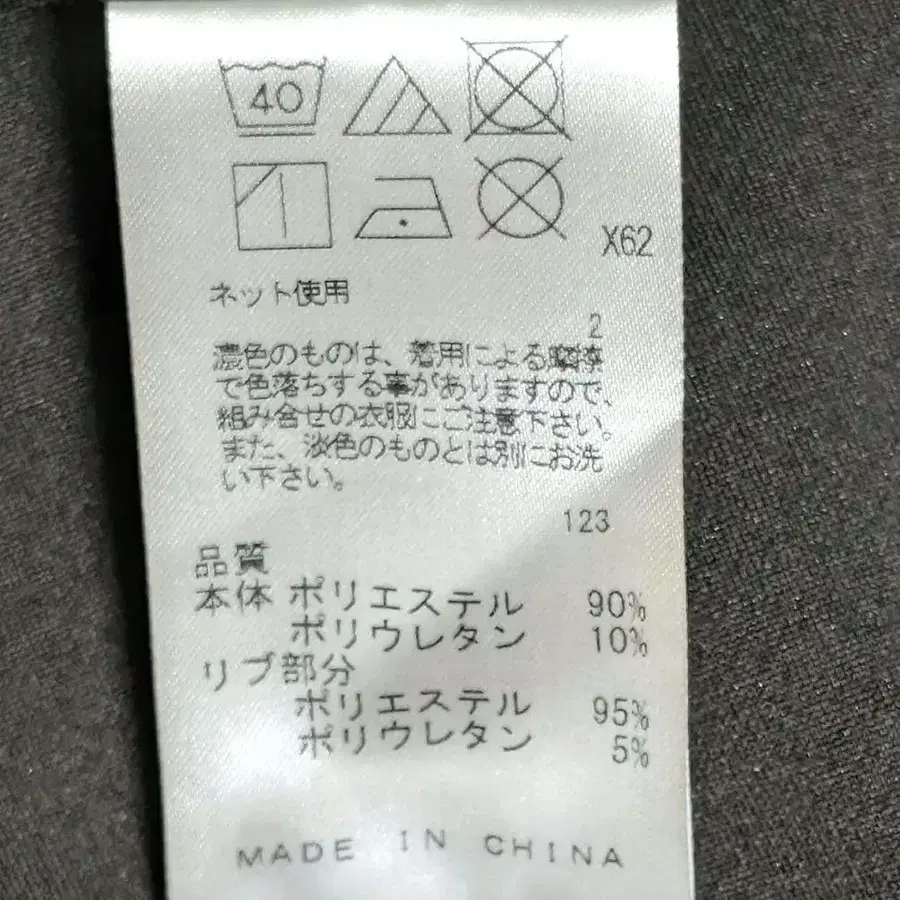 40
X62
ネット使用
2
濃色のものは、着用による摩擦
で色落ちする事がありますので、
組み合せの衣服にご注意下さい。
また、淡色のものとは別にお洗
い下さい。
123
品質
本体 ポリエステル 90%
ポリウレタン 10%
リブ部分
ポリエステル 95%
ポリウレタン 5%
MADE IN CHINA